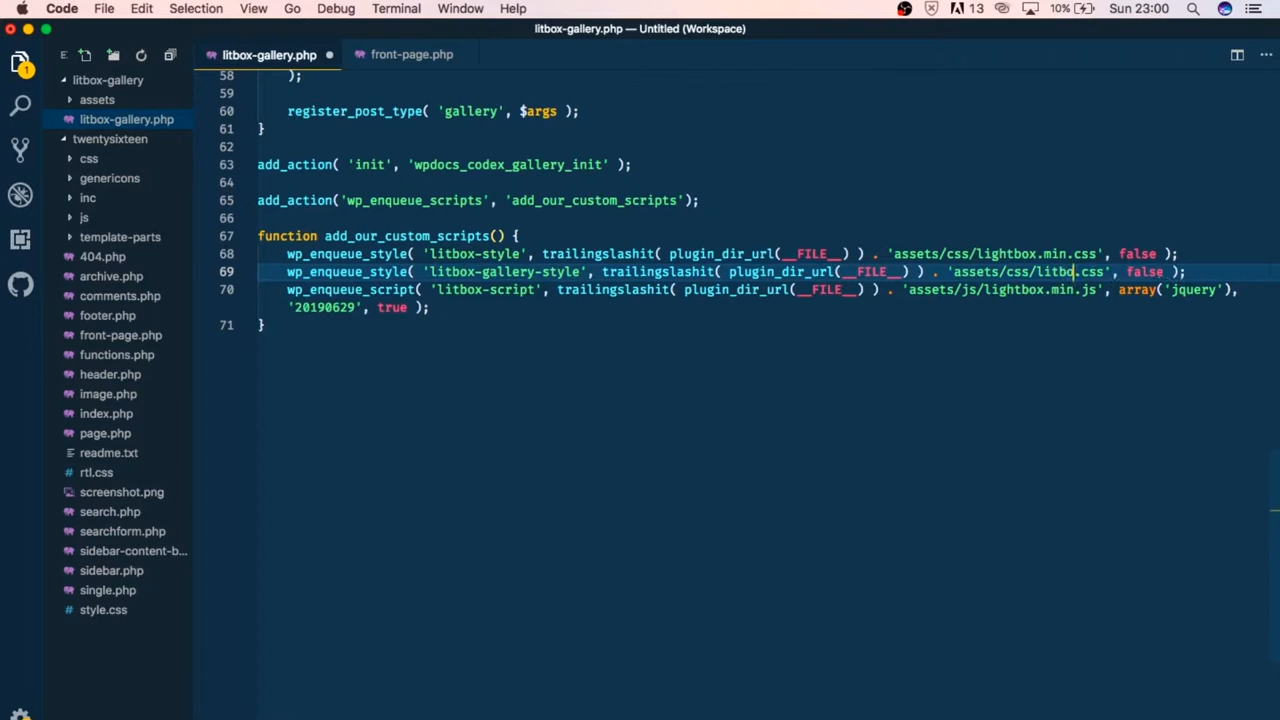 Code File Edit Selection View Go Debug Terminal Window Help 13 10% Sun 23:00
litbox-gallery.php — Untitled (Workspace)
1
E
litbox-gallery
assets
litbox-gallery.php
twentysixteen
css
genericons
inc
js
template-parts
404.php
archive.php
comments.php
footer.php
front-page.php
functions.php
header.php
image.php
index.php
page.php
readme.txt
rtl.css
screenshot.png
search.php
searchform.php
sidebar-content-b...
sidebar.php
single.php
style.css
litbox-gallery.php front-page.php
58 );
59
60 register_post_type( 'gallery', $args );
61 }
62
63 add_action( 'init', 'wpdocs_codex_gallery_init' );
64
65 add_action('wp_enqueue_scripts', 'add_our_custom_scripts');
66
67 function add_our_custom_scripts() {
68 wp_enqueue_style( 'litbox-style', trailingslashit( plugin_dir_url(__FILE__) ) . 'assets/css/lightbox.min.css', false );
69 wp_enqueue_style( 'litbox-gallery-style', trailingslashit( plugin_dir_url(__FILE__) ) . 'assets/css/litbo.css', false );
70 wp_enqueue_script( 'litbox-script', trailingslashit( plugin_dir_url(__FILE__) ) . 'assets/js/lightbox.min.js', array('jquery'),
'20190629', true );
71 }